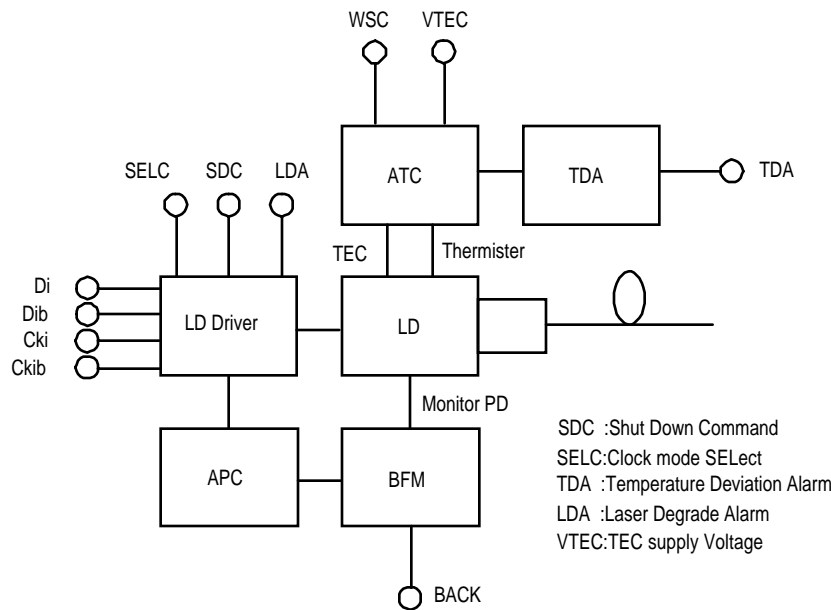 WSC VTEC
ATC
TDA
TDA
SELC SDC LDA
TEC
Thermister
Di
Dib
Cki
Ckib
LD Driver
LD
Monitor PD
APC
BFM
BACK
SDC :Shut Down Command
SELC:Clock mode SELect
TDA :Temperature Deviation Alarm
LDA :Laser Degrade Alarm
VTEC:TEC supply Voltage